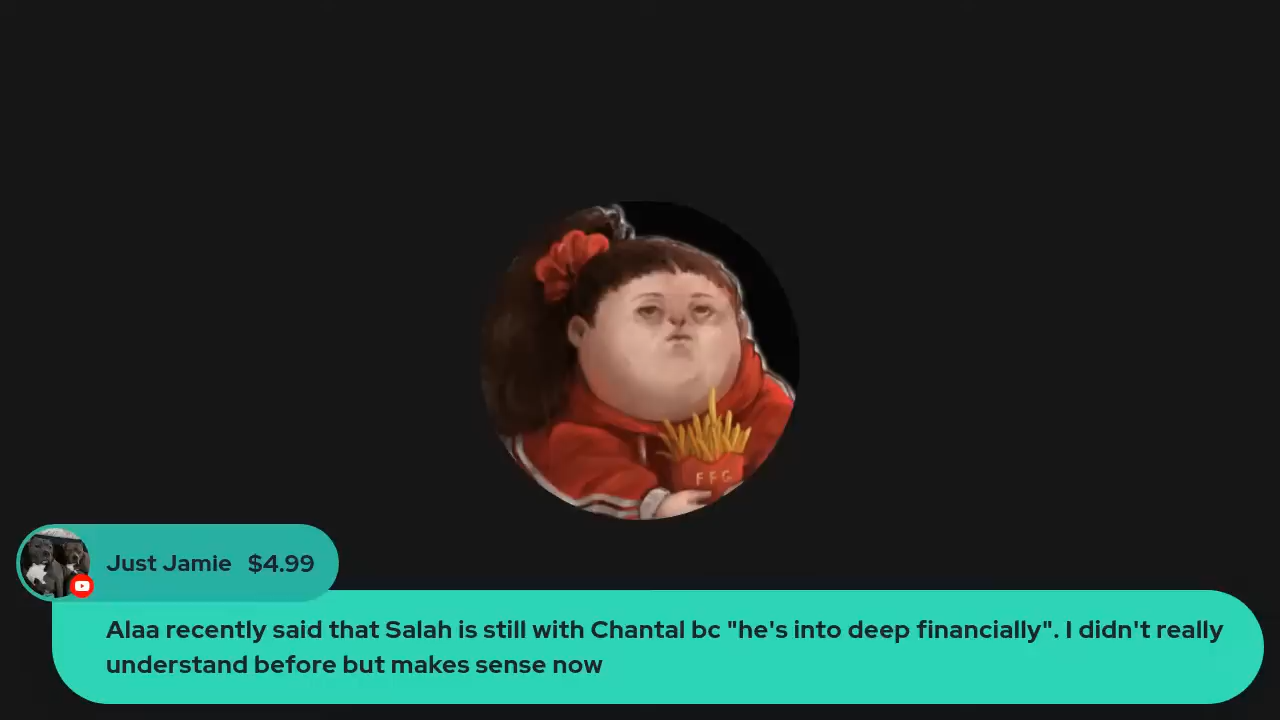 FFG
Just Jamie $4.99
Alaa recently said that Salah is still with Chantal bc "he's into deep financially". I didn't really
understand before but makes sense now